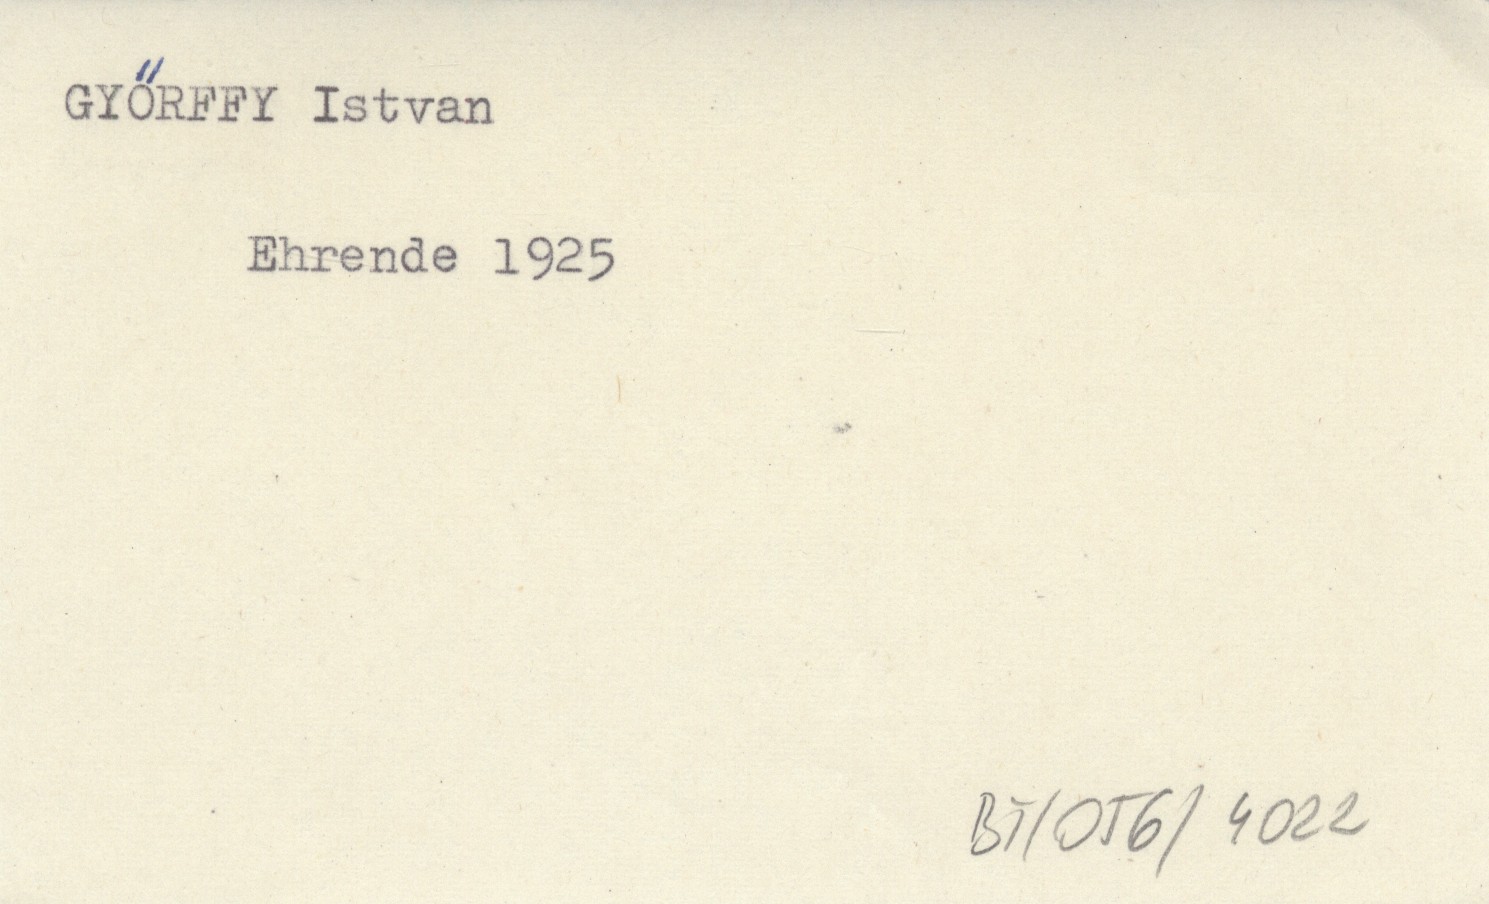 GYŐRFFY Istvan
Ehrende 1925
BT/OT6/ 4022